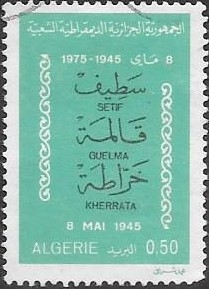 الجمهورية الجزائرية الديمقراطية الشعبية
8 ماي 1945-1975
سطيف
SETIF
قالمة
GUELMA
خراطة
KHERRATA
8 MAI 1945
ALGERIE البريد 0,50